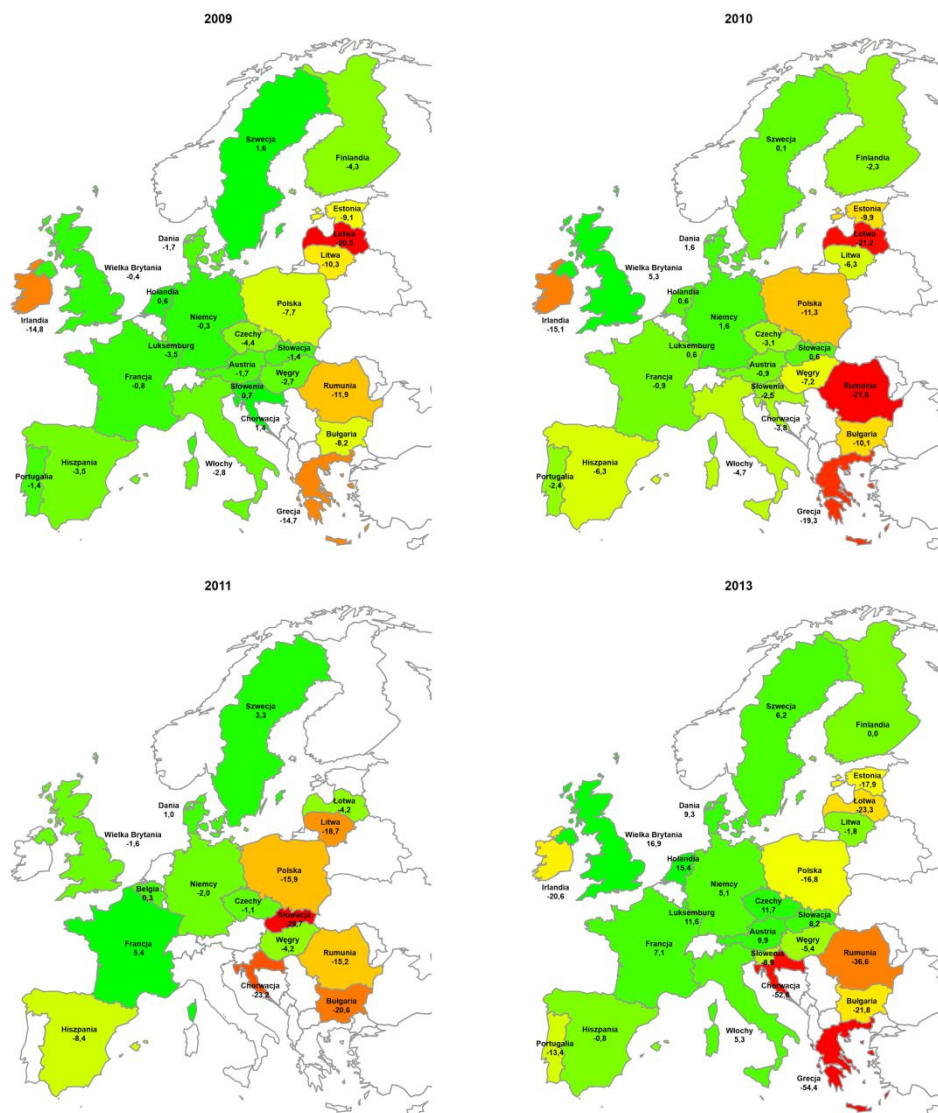 2009
Szwecja
1,6
Finlandia
-4,3
Estonia
-9,1
Łotwa
-20,5
Litwa
-10,3
Dania
-1,7
Wielka Brytania
-0,4
Holandia
0,6
Irlandia
-14,8
Polska
-7,7
Niemcy
-0,3
Czechy
-4,4
Luksemburg
-3,5
Słowacja
-1,4
Austria
-1,7
Węgry
-2,7
Francja
-0,8
Słowenia
0,7
Rumunia
-11,9
Chorwacja
1,4
Bułgaria
-8,2
Hiszpania
-3,5
Portugalia
-1,4
Włochy
-2,8
Grecja
-14,7
2010
Szwecja
0,1
Finlandia
-2,3
Estonia
-9,9
Łotwa
-21,2
Litwa
-6,3
Dania
1,6
Wielka Brytania
5,3
Holandia
0,6
Irlandia
-15,1
Polska
-11,3
Niemcy
1,6
Czechy
-3,1
Luksemburg
0,6
Słowacja
0,6
Austria
-0,9
Węgry
-7,2
Francja
-0,9
Słowenia
-2,5
Rumunia
Chorwacja
-3,8
Bułgaria
-10,1
Hiszpania
-6,3
Portugalia
-2,4
Włochy
-4,7
Grecja
-19,3
2011
Szwecja
3,3
Łotwa
-4,2
Litwa
-18,7
Dania
1,0
Wielka Brytania
-1,6
Polska
-15,9
Belgia
0,3
Niemcy
-2,0
Czechy
-1,1
Słowacja
Węgry
-4,2
Francja
5,4
Rumunia
-15,2
Chorwacja
-23,2
Bułgaria
-20,6
Hiszpania
-8,4
2013
Szwecja
6,2
Finlandia
0,0
Estonia
-17,9
Łotwa
-23,3
Litwa
-1,8
Dania
9,3
Wielka Brytania
16,9
Holandia
15,4
Irlandia
-20,6
Polska
-16,8
Niemcy
5,1
Czechy
11,7
Luksemburg
11,6
Słowacja
8,2
Austria
9,9
Węgry
-5,4
Francja
7,1
Słowenia
Rumunia
-36,6
Chorwacja
Bułgaria
-21,8
Hiszpania
-0,8
Portugalia
-13,4
Włochy
5,3
Grecja
-54,4